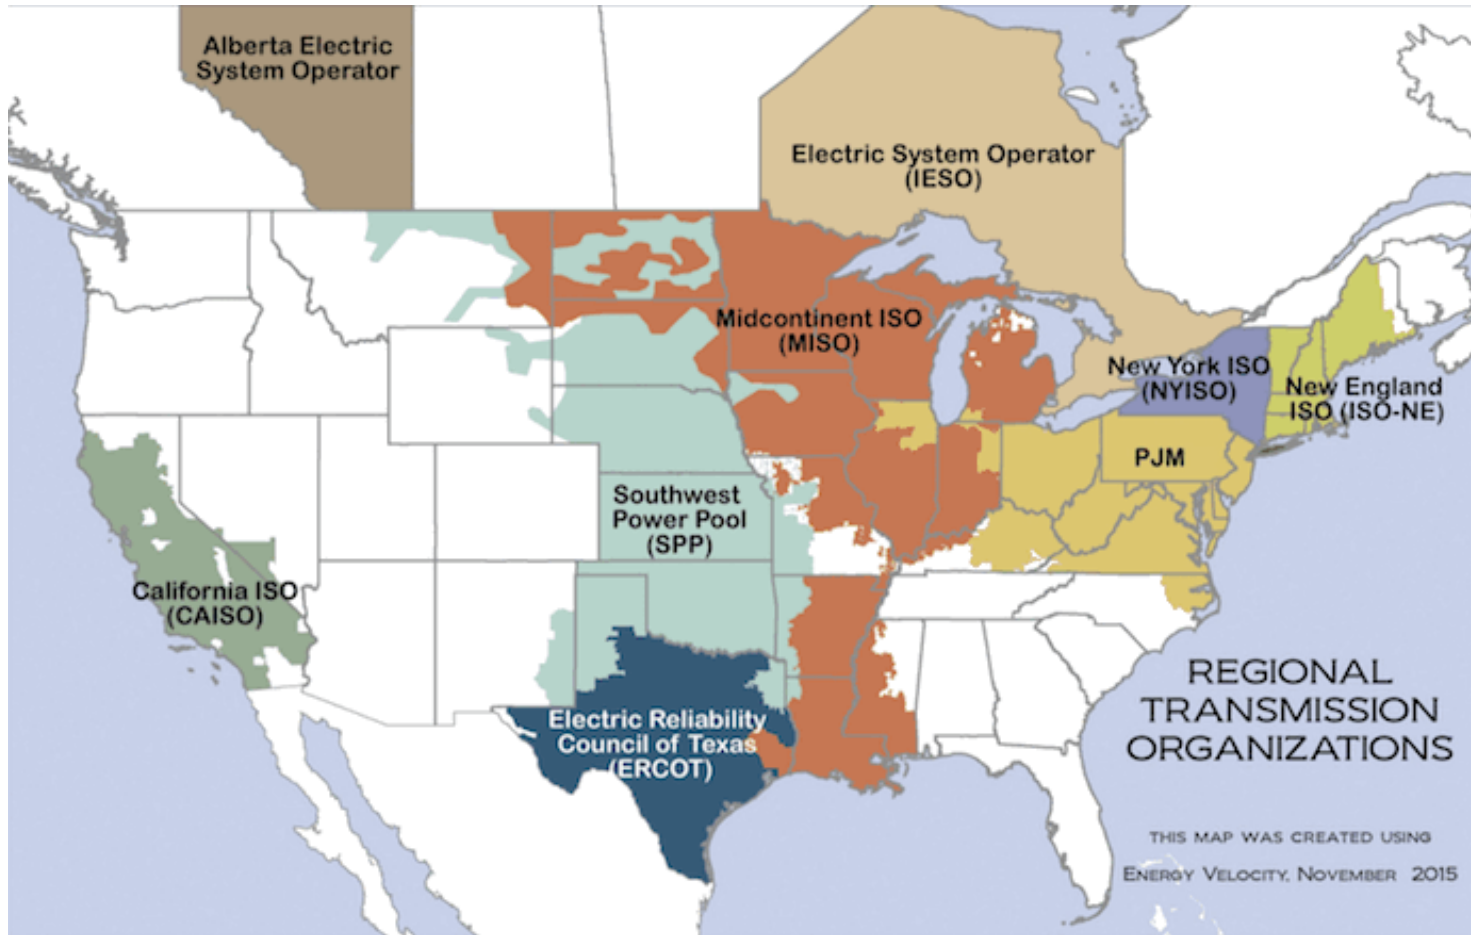 Alberta Electric
System Operator
Electric System Operator
(IESO)
Midcontinent ISO
(MISO)
New York ISO
(NYISO)
New England
ISO (ISO-NE)
PJM
Southwest
Power Pool
(SPP)
California ISO
(CAISO)
Electric Reliability
Council of Texas
(ERCOT)
REGIONAL
TRANSMISSION
ORGANIZATIONS
THIS MAP WAS CREATED USING
ENERGY VELOCITY, NOVEMBER 2015